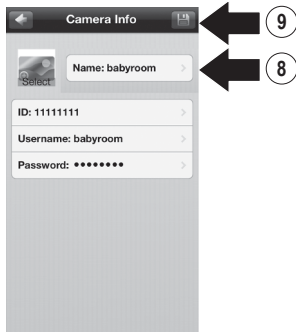 Camera Info
9
Select
Name: babyroom
8
ID: 11111111
Username: babyroom
Password: ••••••••